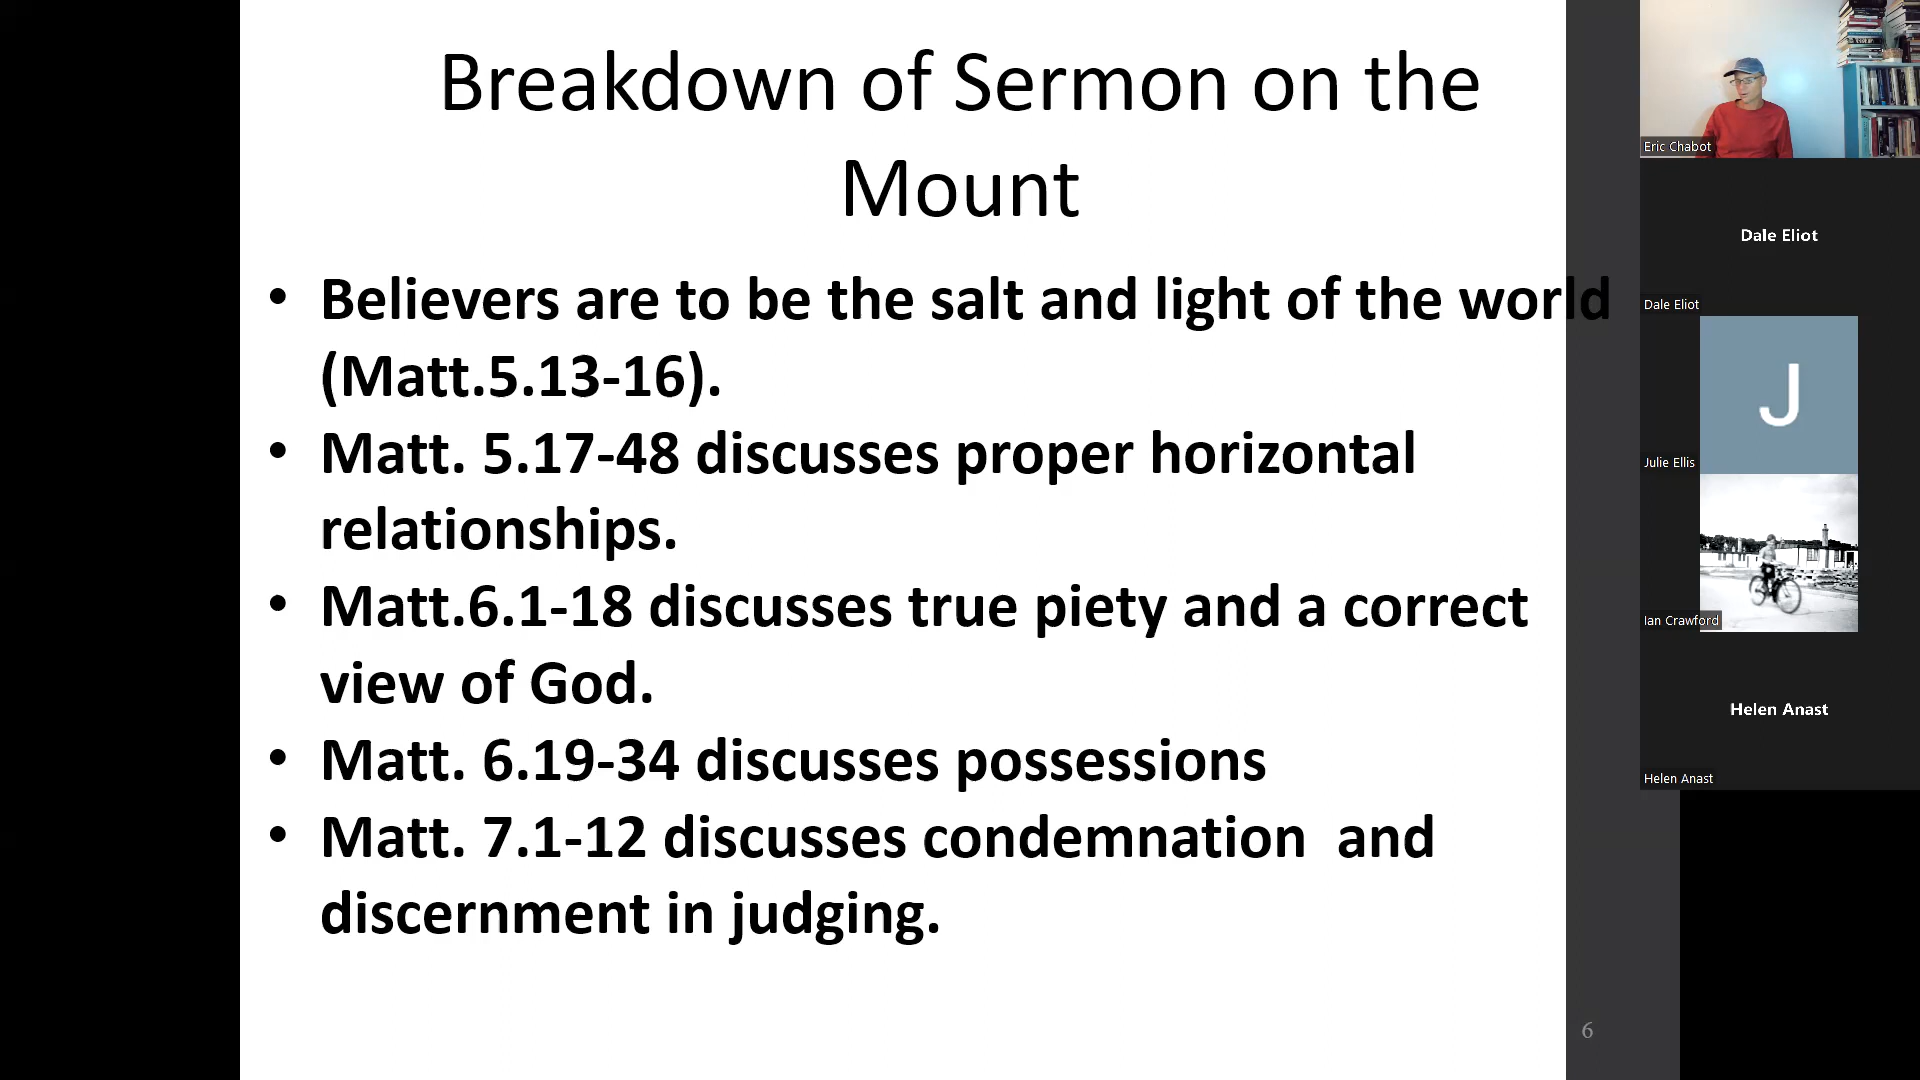 Breakdown of Sermon on the
Mount
• Believers are to be the salt and light of the world
(Matt.5.13-16).
• Matt. 5.17-48 discusses proper horizontal
relationships.
• Matt.6.1-18 discusses true piety and a correct
view of God.
• Matt. 6.19-34 discusses possessions
• Matt. 7.1-12 discusses condemnation  and
discernment in judging.
6
Eric Chabot
Dale Eliot
Dale Eliot
J
Julie Ellis
Ian Crawford
Helen Anast
Helen Anast